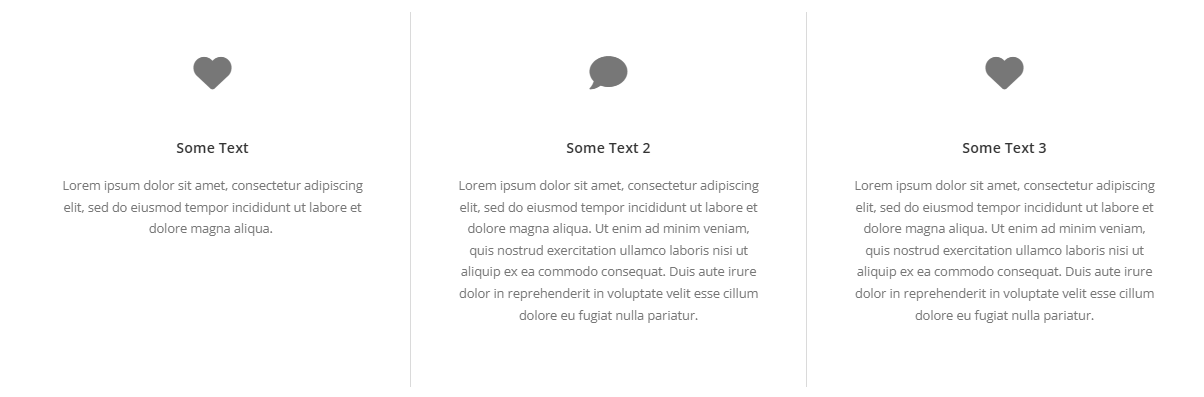 Some Text
Lorem ipsum dolor sit amet, consectetur adipiscing
elit, sed do eiusmod tempor incididunt ut labore et
dolore magna aliqua.
Some Text 2
Lorem ipsum dolor sit amet, consectetur adipiscing
elit, sed do eiusmod tempor incididunt ut labore et
dolore magna aliqua. Ut enim ad minim veniam,
quis nostrud exercitation ullamco laboris nisi ut
aliquip ex ea commodo consequat. Duis aute irure
dolor in reprehenderit in voluptate velit esse cillum
dolore eu fugiat nulla pariatur.
Some Text 3
Lorem ipsum dolor sit amet, consectetur adipiscing
elit, sed do eiusmod tempor incididunt ut labore et
dolore magna aliqua. Ut enim ad minim veniam,
quis nostrud exercitation ullamco laboris nisi ut
aliquip ex ea commodo consequat. Duis aute irure
dolor in reprehenderit in voluptate velit esse cillum
dolore eu fugiat nulla pariatur.